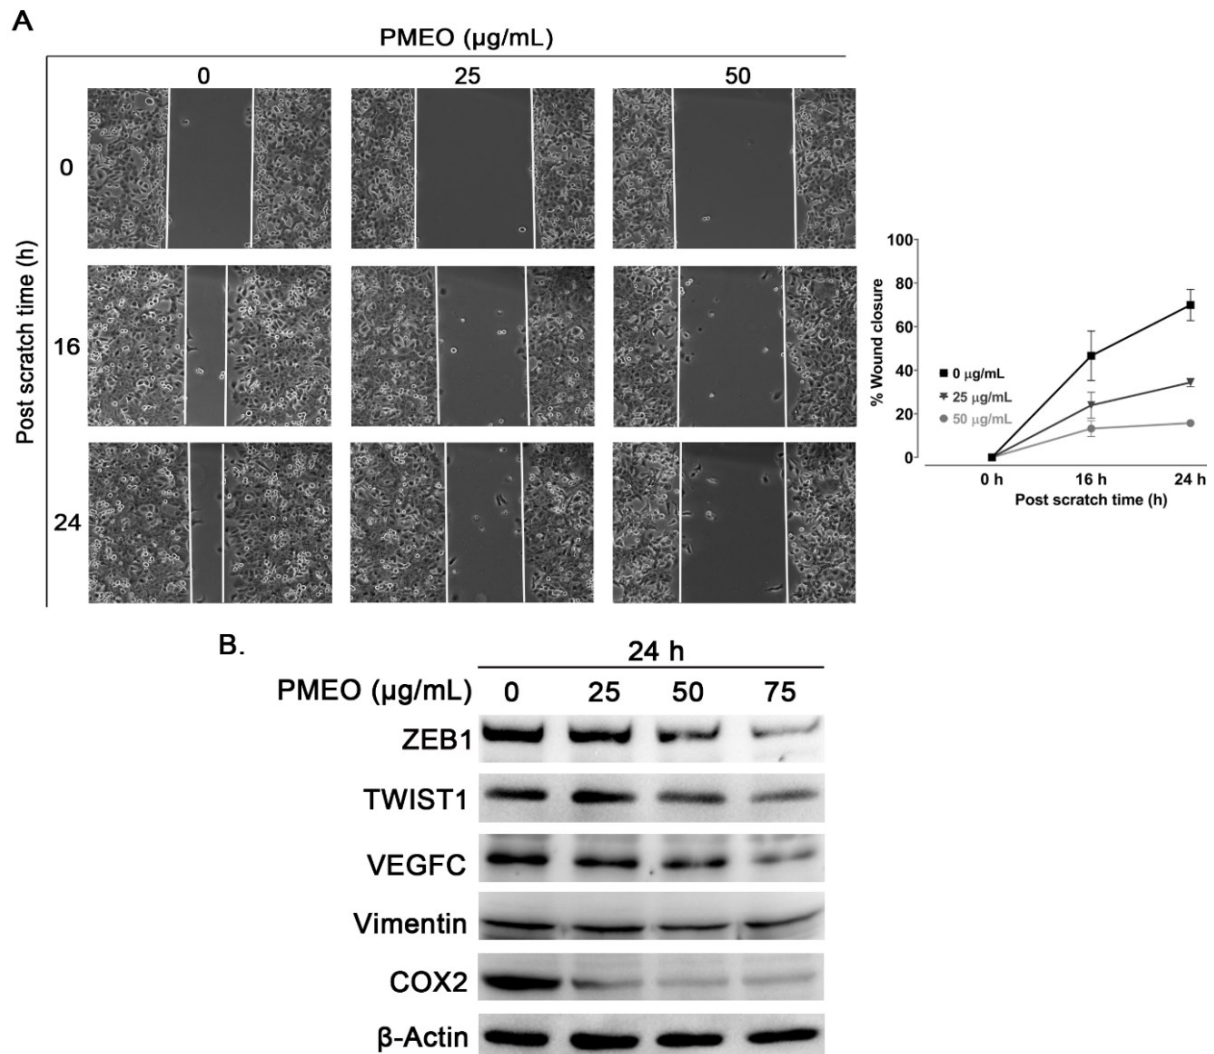 A
PMEO (µg/mL)
0 25 50
Post scratch time (h)
0
16
24
% Wound closure
100
80
60
40
20
0
0 µg/mL
25 µg/mL
50 µg/mL
0 h 16 h 24 h
Post scratch time (h)
B.
24 h
PMEO (µg/mL) 0 25 50 75
ZEB1
TWIST1
VEGFC
Vimentin
COX2
β-Actin